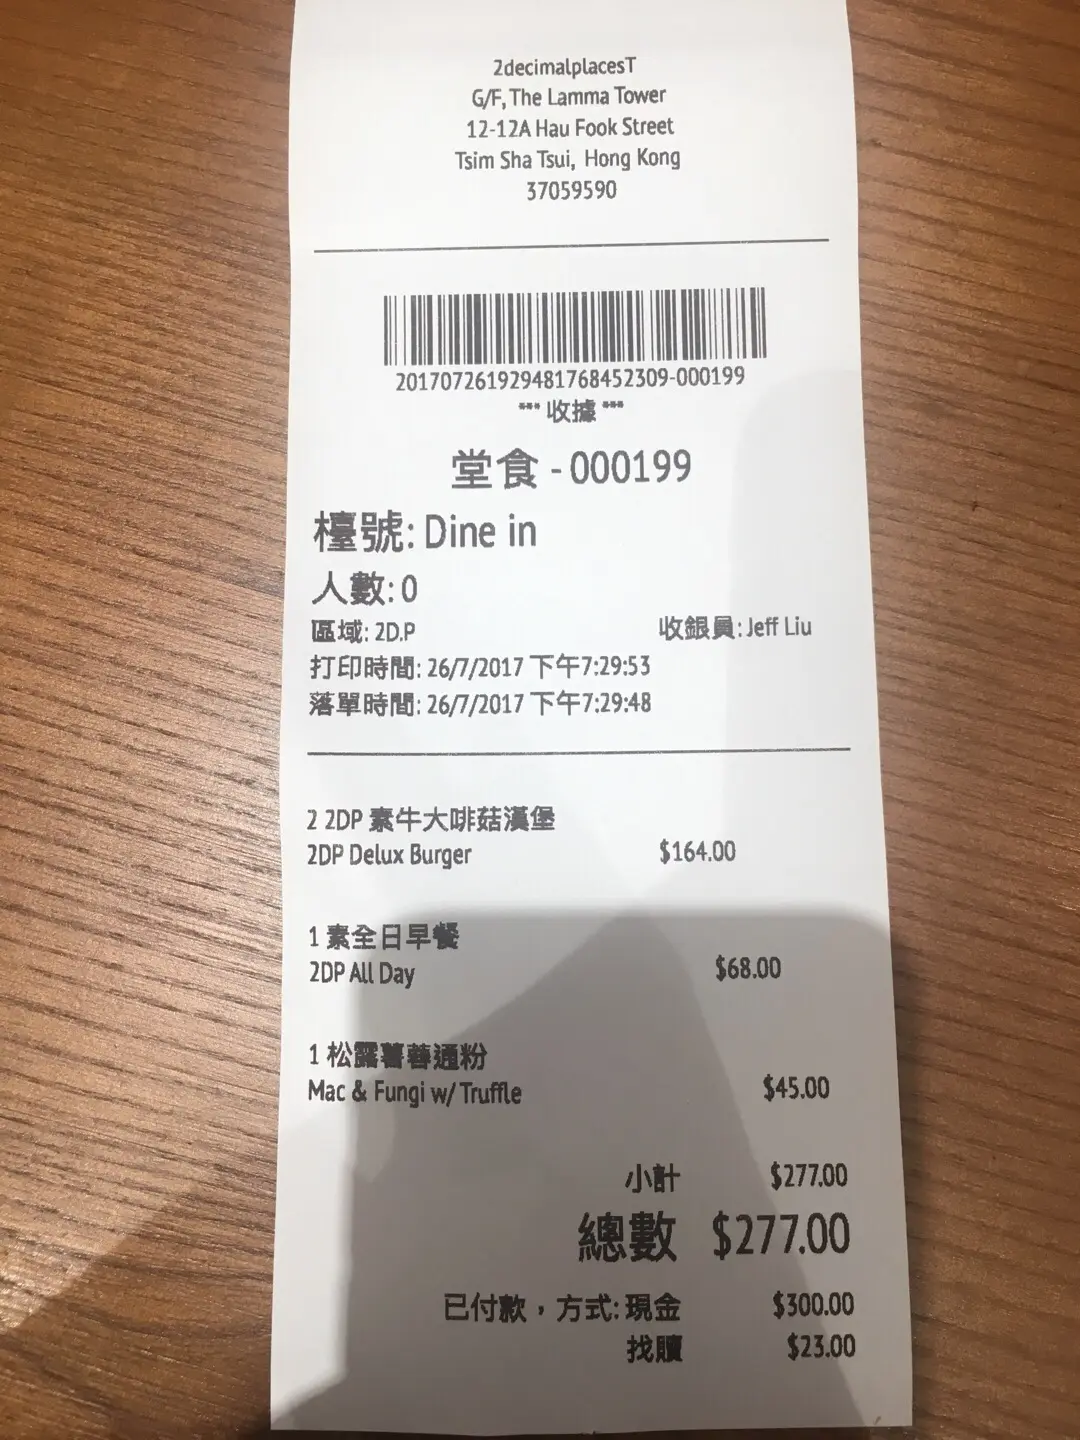 2decimalplacesT
G/F, The Lamma Tower
12-12A Hau Fook Street
Tsim Sha Tsui, Hong Kong
37059590
201707261929481768452309-000199
*** 收據 ***
堂食 - 000199
檯號: Dine in
人數: 0
區域: 2D.P 收銀員: Jeff Liu
打印時間: 26/7/2017 下午7:29:53
落單時間: 26/7/2017 下午7:29:48
2 2DP 素牛大啡菇漢堡
2DP Delux Burger $164.00
1 素全日早餐
2DP All Day $68.00
1 松露薯蓉通粉
Mac & Fungi w/ Truffle $45.00
小計 $277.00
總數 $277.00
已付款，方式: 現金 $300.00
找贖 $23.00